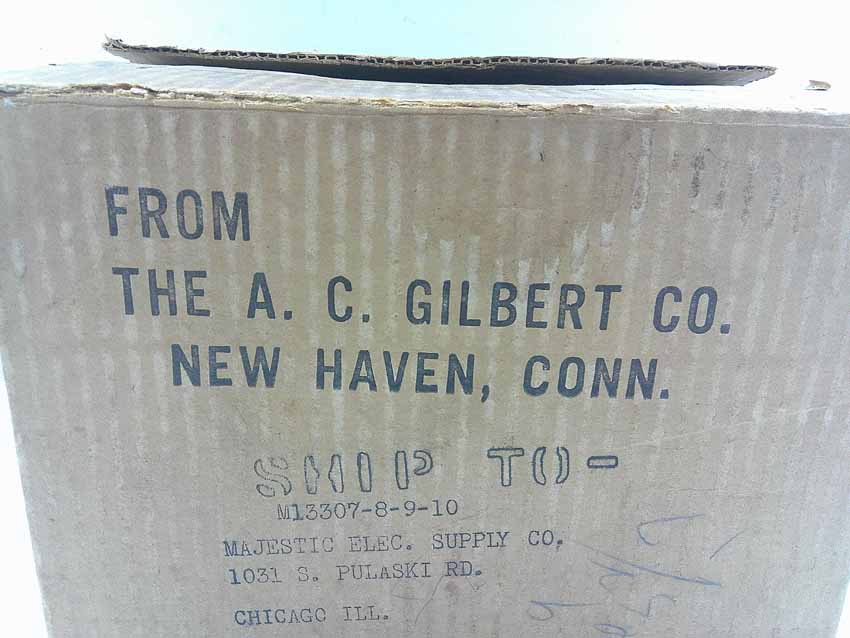 FROM
THE A. C. GILBERT CO.
NEW HAVEN, CONN.
SHIP TO-
M13307-8-9-10
MAJESTIC ELEC. SUPPLY CO.
1031 S. PULASKI RD.
CHICAGO ILL.